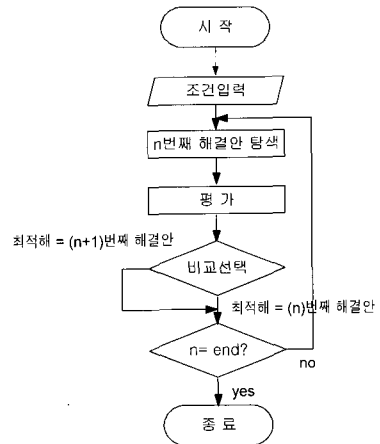 시 작
조건입력
n번째 해결안 탐색
평 가
최적해 = (n+1)번째 해결안
비교선택
최적해 = (n)번째 해결안
n= end?
no
yes
종 료